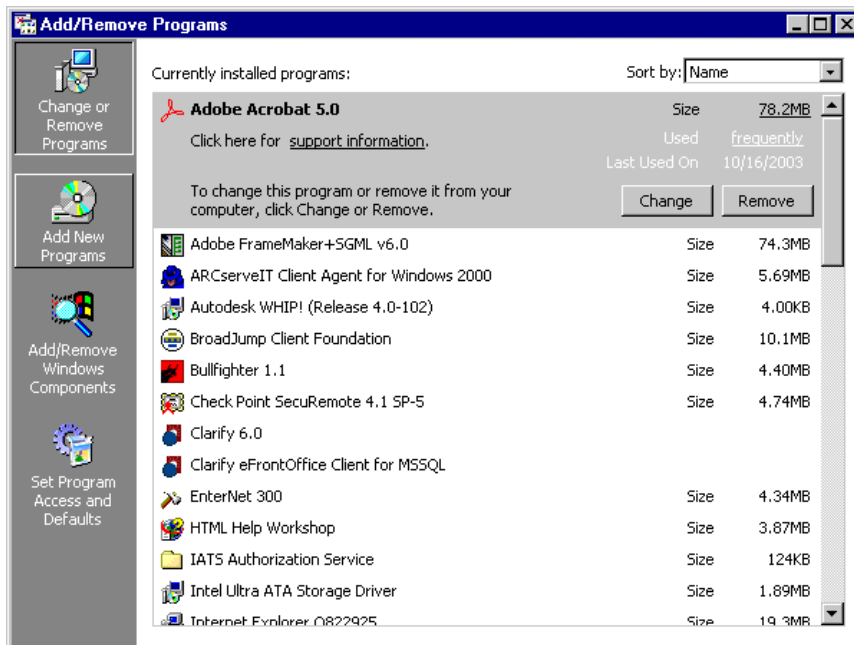 Add/Remove Programs
Change or
Remove
Programs
Add New
Programs
Add/Remove
Windows
Components
Set Program
Access and
Defaults
Currently installed programs:
Sort by: Name
Adobe Acrobat 5.0 Size 78.2MB
Click here for support information. Used frequently
Last Used On 10/16/2003
To change this program or remove it from your
computer, click Change or Remove.
Change Remove
Adobe FrameMaker+SGML v6.0 Size 74.3MB
ARCserveIT Client Agent for Windows 2000 Size 5.69MB
Autodesk WHIP! (Release 4.0-102) Size 4.00KB
BroadJump Client Foundation Size 10.1MB
Bullfighter 1.1 Size 4.40MB
Check Point SecuRemote 4.1 SP-5 Size 4.74MB
Clarify 6.0
Clarify eFrontOffice Client for MSSQL
EnterNet 300 Size 4.34MB
HTML Help Workshop Size 3.87MB
IATS Authorization Service Size 124KB
Intel Ultra ATA Storage Driver Size 1.89MB
Internet Explorer Q822925 Size 19.3MB